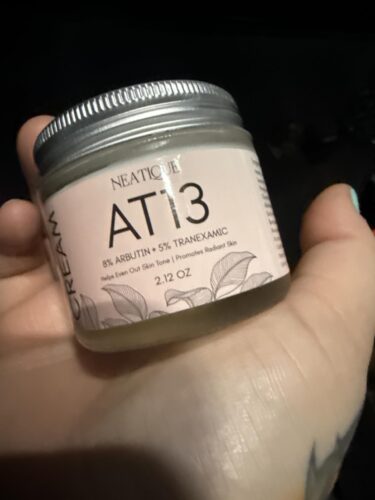 NEATIQUE
AT13
8% ARBUTIN + 5% TRANEXAMIC
Helps Even Out Skin Tone | Promotes Radiant Skin
2.12 OZ
CREAM